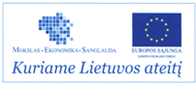 MOKSLAS • EKONOMIKA • SANGLAUDA
EUROPOS SĄJUNGA
Kuriame Lietuvos ateitį